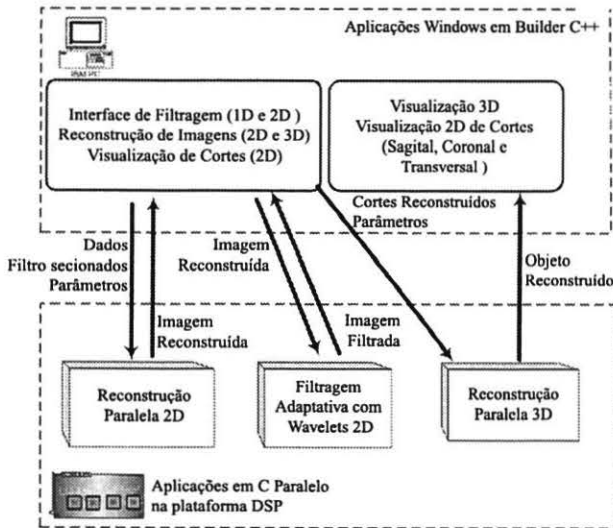 Aplicações Windows em Builder C++
IBM PC
Interface de Filtragem (1D e 2D )
Reconstrução de Imagens (2D e 3D)
Visualização de Cortes (2D)
Visualização 3D
Visualização 2D de Cortes
(Sagital, Coronal e
Transversal )
Cortes Reconstruídos
Parâmetros
Dados
Filtro secionados
Parâmetros
Imagem
Reconstruída
Imagem
Reconstruída
Imagem
Filtrada
Objeto
Reconstruído
Reconstrução
Paralela 2D
Filtragem
Adaptativa com
Wavelets 2D
Reconstrução
Paralela 3D
Aplicações em C Paralelo
na plataforma DSP